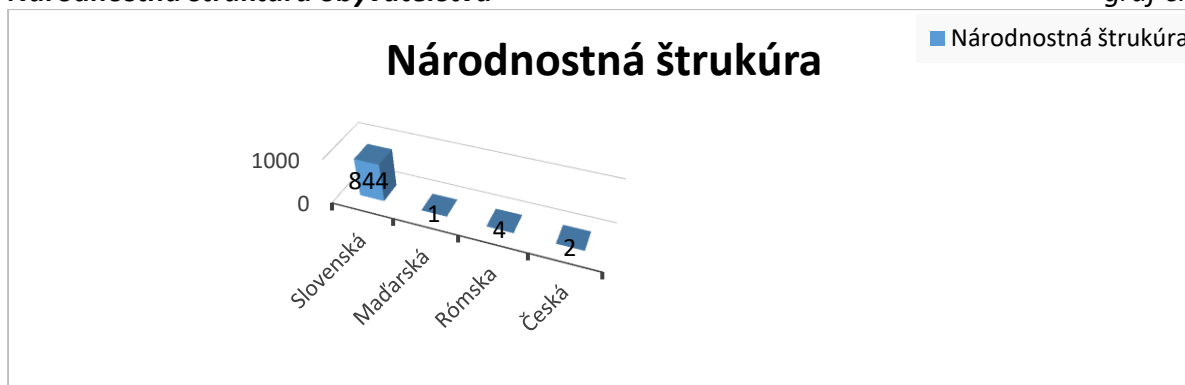 Národnostná štrukúra
Národnostná štrukúra
1000
0
844
1
4
2
Slovenská
Maďarská
Rómska
Česká